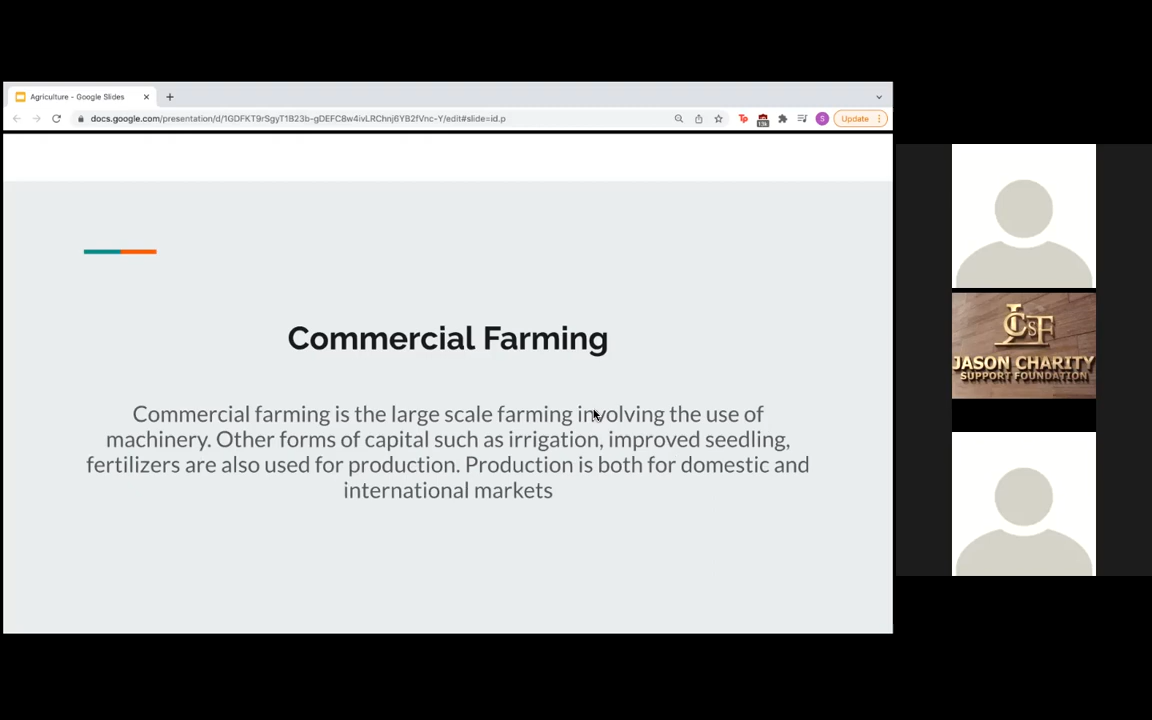 Agriculture - Google Slides
docs.google.com/presentation/d/1GDFKT9rSgyT1B23b-gDEFC8w4ivLRChnj6YB2fVnc-Y/edit#slide=id.p
Tp
S
Update
Commercial Farming
Commercial farming is the large scale farming involving the use of
machinery. Other forms of capital such as irrigation, improved seedling,
fertilizers are also used for production. Production is both for domestic and
international markets
JCSF
JASON CHARITY
SUPPORT FOUNDATION